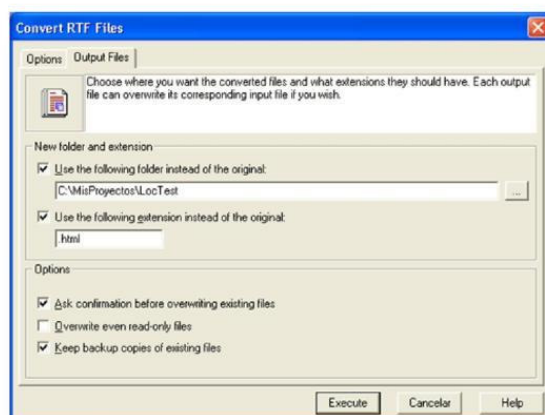 Convert RTF Files
Options Output Files
Choose where you want the converted files and what extensions they should have. Each output
file can overwrite its corresponding input file if you wish.
New folder and extension
Use the following folder instead of the original:
C:\MisProyectos\LocTest ...
Use the following extension instead of the original:
.html
Options
Ask confirmation before overwriting existing files
Overwrite even read-only files
Keep backup copies of existing files
Execute Cancelar Help